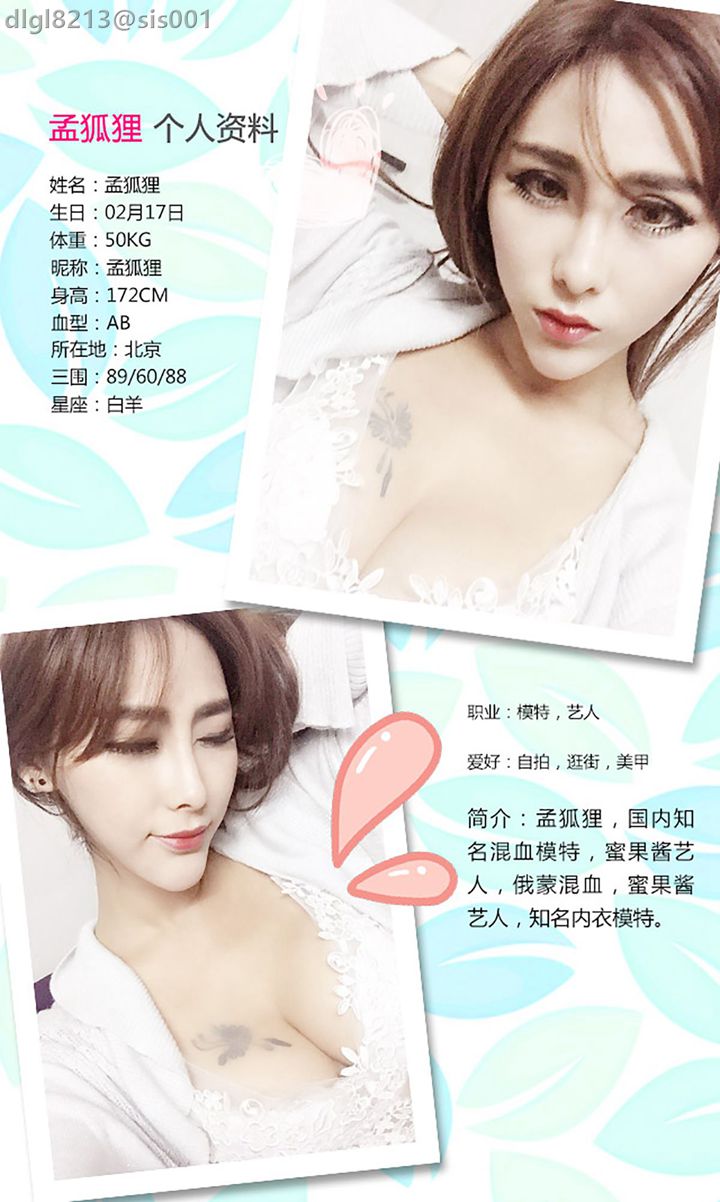 dlgl8213@sis001
孟狐狸 个人资料
姓名：孟狐狸
生日：02月17日
体重：50KG
昵称：孟狐狸
身高：172CM
血型：AB
所在地：北京
三围：89/60/88
星座：白羊
职业：模特，艺人
爱好：自拍，逛街，美甲
简介：孟狐狸，国内知
名混血模特，蜜果酱艺
人，俄蒙混血，蜜果酱
艺人，知名内衣模特。